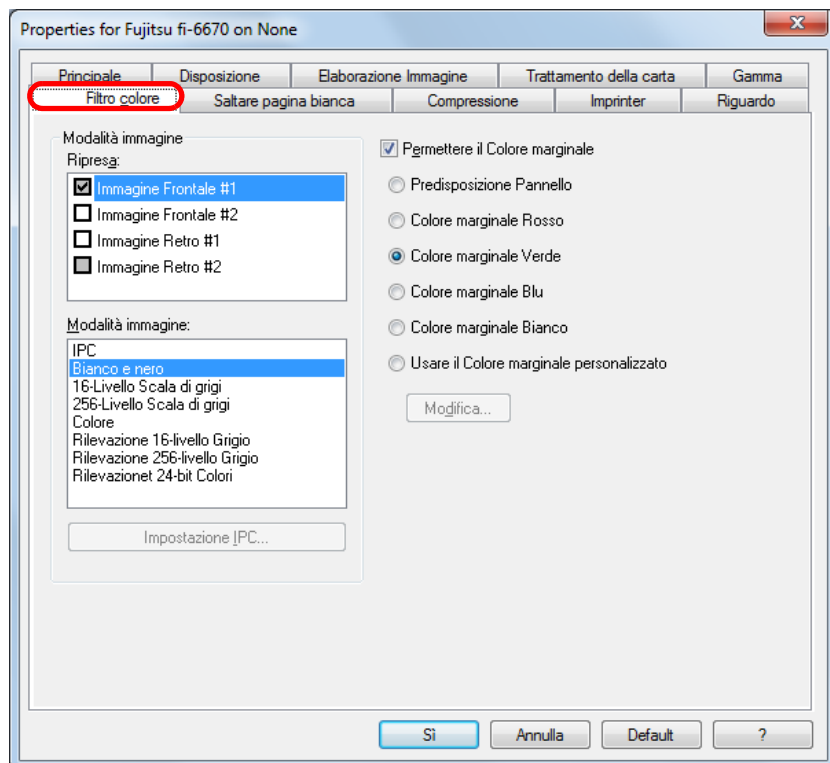 Properties for Fujitsu fi-6670 on None
Principale Disposizione Elaborazione Immagine Trattamento della carta Gamma
Filtro colore Saltare pagina bianca Compressione Imprinter Riguardo
Modalità immagine
Ripresa:
Immagine Frontale #1
Immagine Frontale #2
Immagine Retro #1
Immagine Retro #2
Modalità immagine:
IPC
Bianco e nero
16-Livello Scala di grigi
256-Livello Scala di grigi
Colore
Rilevazione 16-livello Grigio
Rilevazione 256-livello Grigio
Rilevazionet 24-bit Colori
Impostazione IPC...
Permettere il Colore marginale
Predisposizione Pannello
Colore marginale Rosso
Colore marginale Verde
Colore marginale Blu
Colore marginale Bianco
Usare il Colore marginale personalizzato
Modifica...
Sì Annulla Default ?